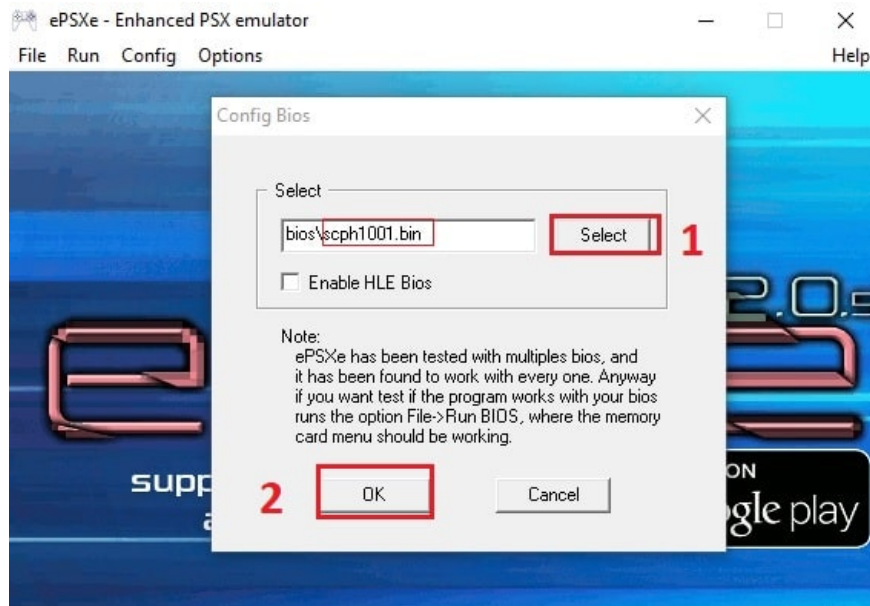 ePSXe - Enhanced PSX emulator
File Run Config Options Help
Config Bios
Select
bios\scph1001.bin
Select
1
Enable HLE Bios
2.0.
Note:
ePSXe has been tested with multiples bios, and
it has been found to work with every one. Anyway
if you want test if the program works with your bios
runs the option File->Run BIOS, where the memory
card menu should be working.
supp
ON
gle play
2
OK
Cancel